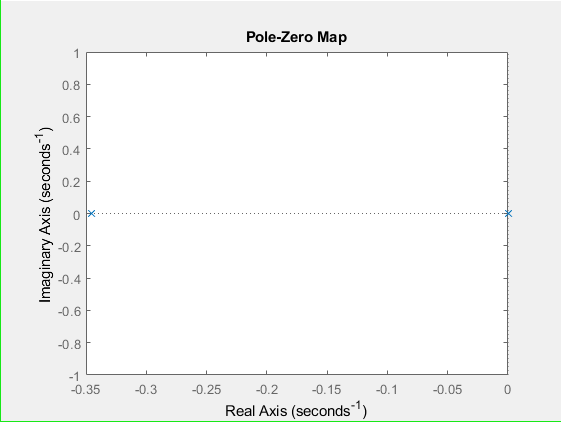 Pole-Zero Map
1
0.8
0.6
0.4
0.2
0
-0.2
-0.4
-0.6
-0.8
-1
Imaginary Axis (seconds⁻¹)
-0.35 -0.3 -0.25 -0.2 -0.15 -0.1 -0.05 0
Real Axis (seconds⁻¹)